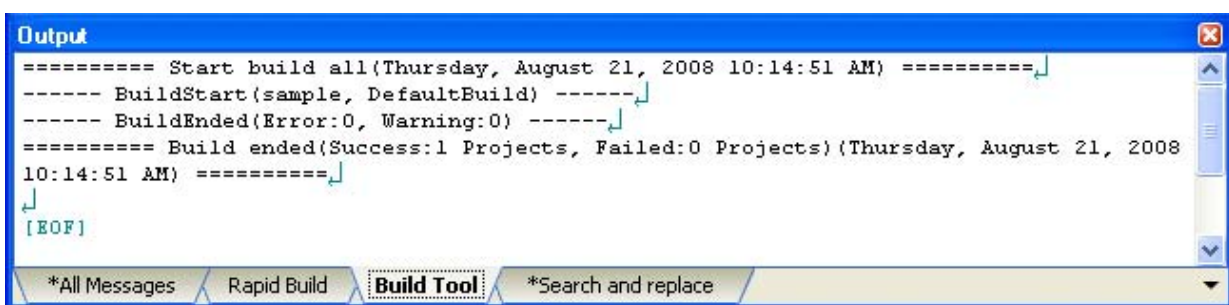 Output
========== Start build all(Thursday, August 21, 2008 10:14:51 AM) ==========
------ BuildStart(sample, DefaultBuild) ------
------ BuildEnded(Error:0, Warning:0) ------
========== Build ended(Success:1 Projects, Failed:0 Projects)(Thursday, August 21, 2008
10:14:51 AM) ==========
[EOF]
*All Messages Rapid Build Build Tool *Search and replace